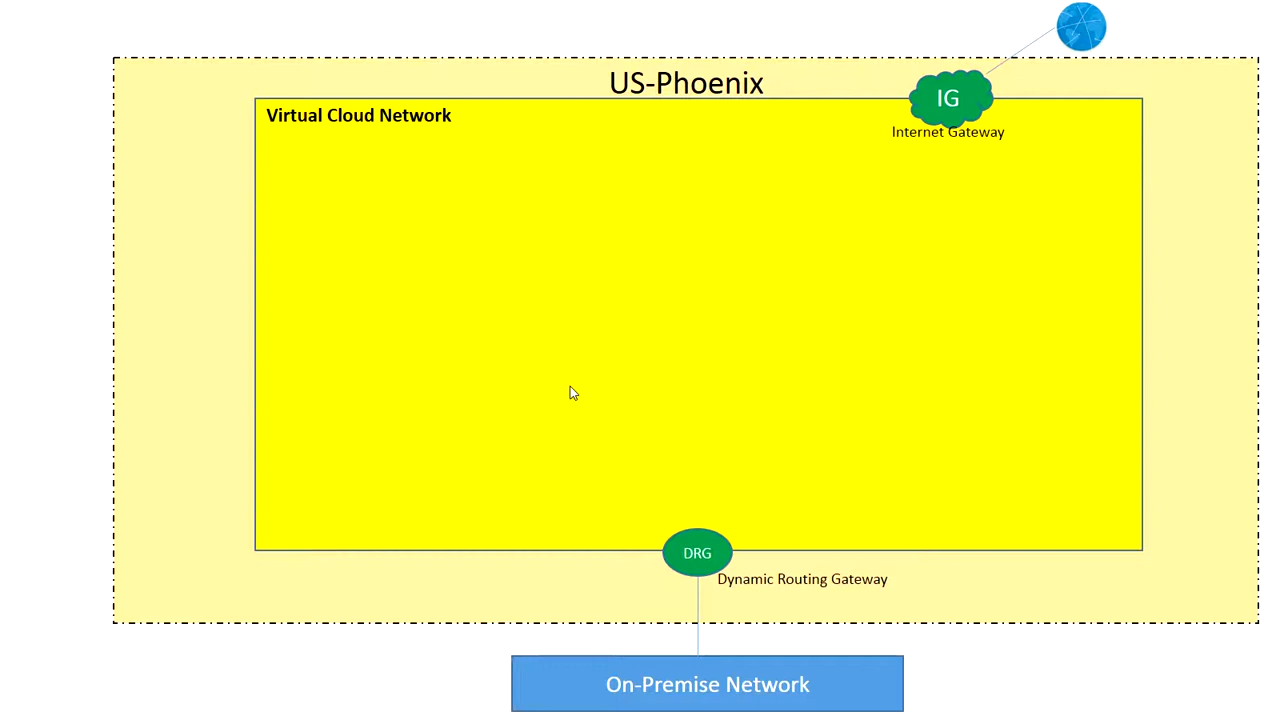 US-Phoenix
IG
Virtual Cloud Network
Internet Gateway
DRG
Dynamic Routing Gateway
On-Premise Network